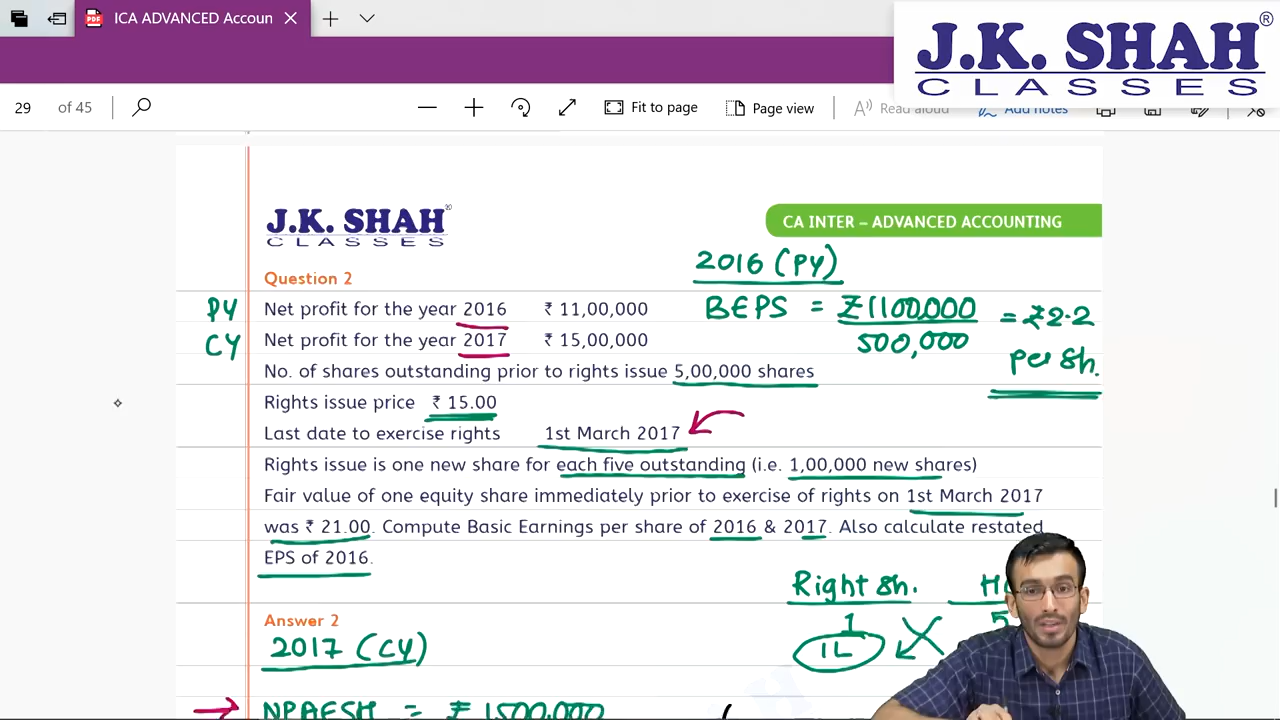 ICA ADVANCED Accoun
J.K. SHAH®
CLASSES
29 of 45
Fit to page
Page view
Read aloud
Add notes
J.K. SHAH®
CLASSES
CA INTER – ADVANCED ACCOUNTING
2016 (PY)
Question 2
PY Net profit for the year 2016 ₹ 11,00,000
BEPS = ₹1100,000 / 500,000 = ₹2.2 per sh.
CY Net profit for the year 2017 ₹ 15,00,000
No. of shares outstanding prior to rights issue 5,00,000 shares
Rights issue price ₹ 15.00
Last date to exercise rights 1st March 2017
Rights issue is one new share for each five outstanding (i.e. 1,00,000 new shares)
Fair value of one equity share immediately prior to exercise of rights on 1st March 2017
was ₹ 21.00. Compute Basic Earnings per share of 2016 & 2017. Also calculate restated
EPS of 2016.
Right sh.
1 5
1L
Answer 2
2017 (CY)
NPAESH = ₹ 1500,000